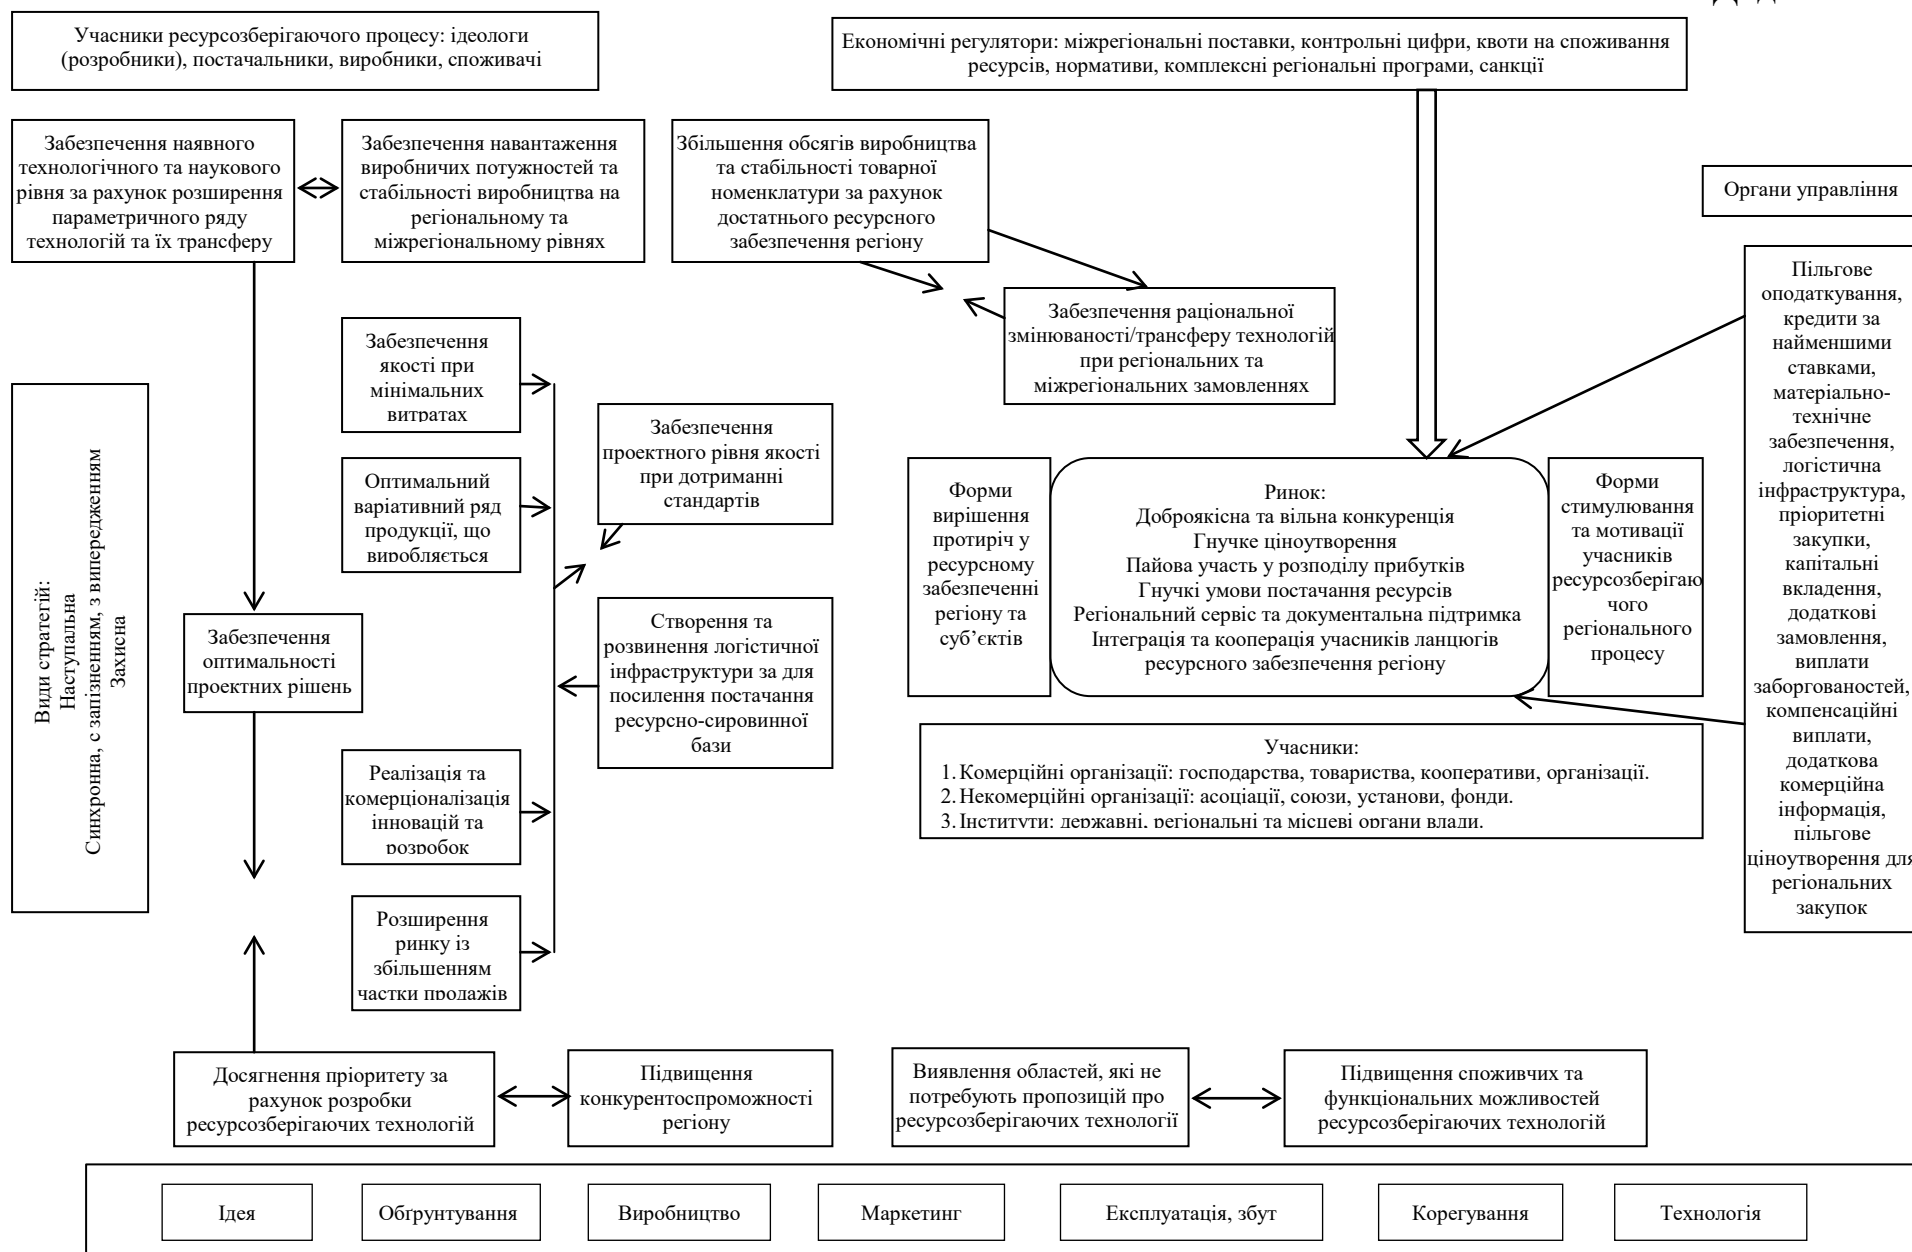 Учасники ресурсозберігаючого процесу: ідеологи
(розробники), постачальники, виробники, споживачі
Економічні регулятори: міжрегіональні поставки, контрольні цифри, квоти на споживання
ресурсів, нормативи, комплексні регіональні програми, санкції
Забезпечення наявного
технологічного та наукового
рівня за рахунок розширення
параметричного ряду
технологій та їх трансферу
Забезпечення навантаження
виробничих потужностей та
стабільності виробництва на
регіональному та
міжрегіональному рівнях
Збільшення обсягів виробництва
та стабільності товарної
номенклатури за рахунок
достатнього ресурсного
забезпечення регіону
Органи управління
Пільгове
оподаткування,
кредити за
найменшими
ставками,
матеріально-
технічне
забезпечення,
логістична
інфраструктура,
пріоритетні
закупки,
капітальні
вкладення,
додаткові
замовлення,
виплати
заборгованостей,
компенсаційні
виплати,
додаткова
комерційна
інформація,
пільгове
ціноутворення для
регіональних
закупок
Забезпечення раціональної
змінюваності/трансферу технологій
при регіональних та
міжрегіональних замовленнях
Забезпечення
якості при
мінімальних
витратах
Види стратегій:
Наступальна
Синхронна, с запізненням, з випередженням
Захисна
Забезпечення
проектного рівня якості
при дотриманні
стандартів
Оптимальний
варіативний ряд
продукції, що
виробляється
Форми
вирішення
протиріч у
ресурсному
забезпеченні
регіону та
суб’єктів
Ринок:
Доброякісна та вільна конкуренція
Гнучке ціноутворення
Пайова участь у розподілу прибутків
Гнучкі умови постачання ресурсів
Регіональний сервіс та документальна підтримка
Інтеграція та кооперація учасників ланцюгів
ресурсного забезпечення регіону
Форми
стимулювання
та мотивації
учасників
ресурсозберігаю
чого
регіонального
процесу
Забезпечення
оптимальності
проектних рішень
Створення та
розвинення логістичної
інфраструктури за для
посилення постачання
ресурсно-сировинної
бази
Учасники:
1. Комерційні організації: господарства, товариства, кооперативи, організації.
2. Некомерційні організації: асоціації, союзи, установи, фонди.
3. Інститути: державні, регіональні та місцеві органи влади.
Реалізація та
комерціоналізація
інновацій та
розробок
Розширення
ринку із
збільшенням
частки продажів
Досягнення пріоритету за
рахунок розробки
ресурсозберігаючих технологій
Підвищення
конкурентоспроможності
регіону
Виявлення областей, які не
потребують пропозицій про
ресурсозберігаючих технології
Підвищення споживчих та
функціональних можливостей
ресурсозберігаючих технологій
Ідея
Обґрунтування
Виробництво
Маркетинг
Експлуатація, збут
Корегування
Технологія